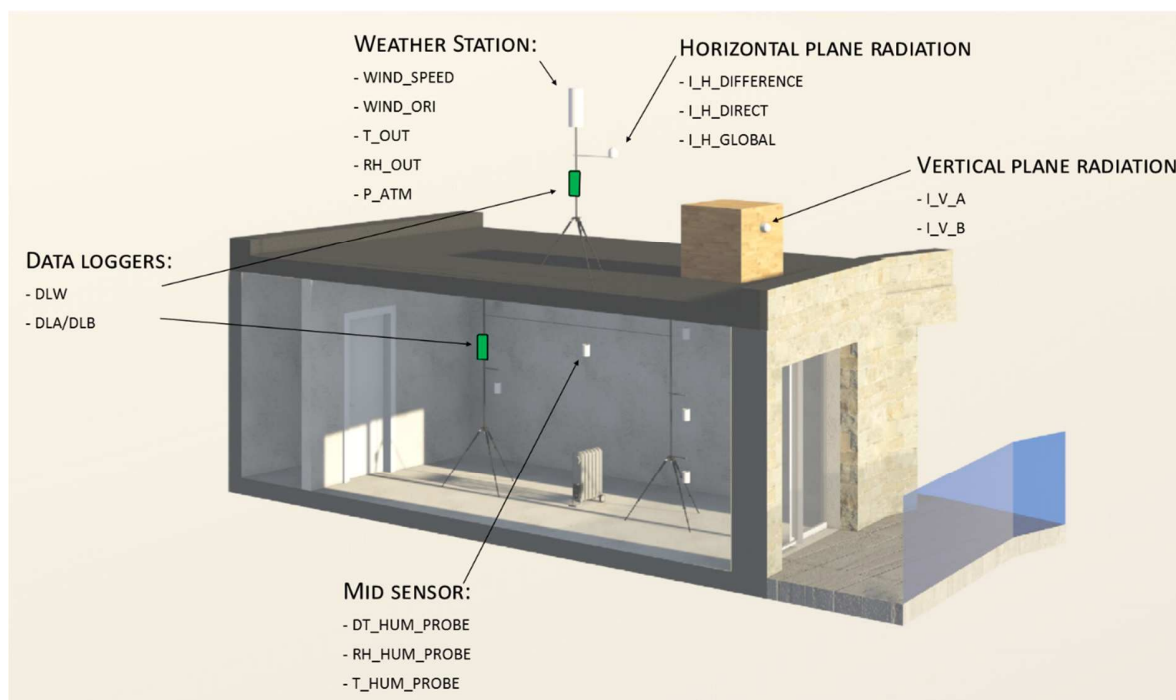 WEATHER STATION:
- WIND_SPEED
- WIND_ORI
- T_OUT
- RH_OUT
- P_ATM
HORIZONTAL PLANE RADIATION
- I_H_DIFFERENCE
- I_H_DIRECT
- I_H_GLOBAL
VERTICAL PLANE RADIATION
- I_V_A
- I_V_B
DATA LOGGERS:
- DLW
- DLA/DLB
MID SENSOR:
- DT_HUM_PROBE
- RH_HUM_PROBE
- T_HUM_PROBE